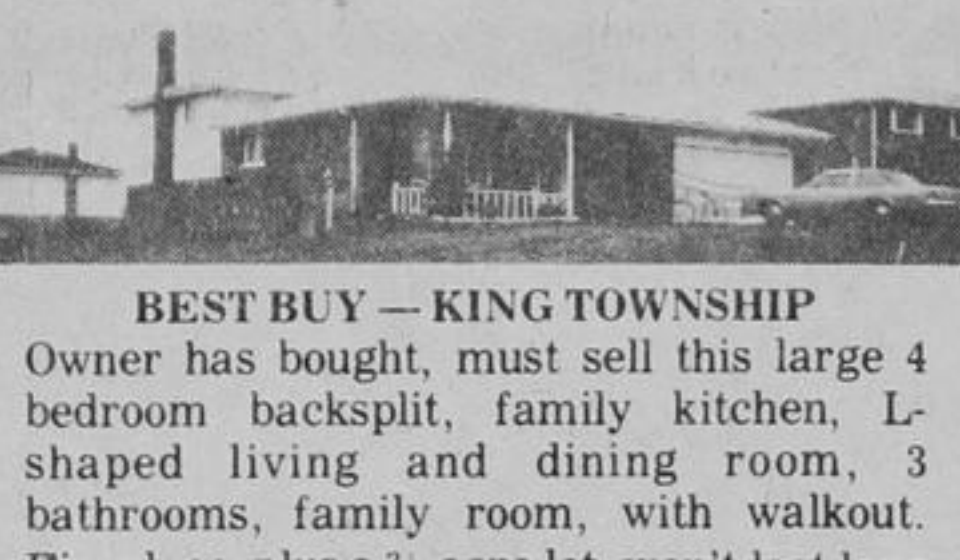 BEST BUY — KING TOWNSHIP
Owner has bought, must sell this large 4
bedroom backsplit, family kitchen, L-
shaped living and dining room, 3
bathrooms, family room, with walkout.